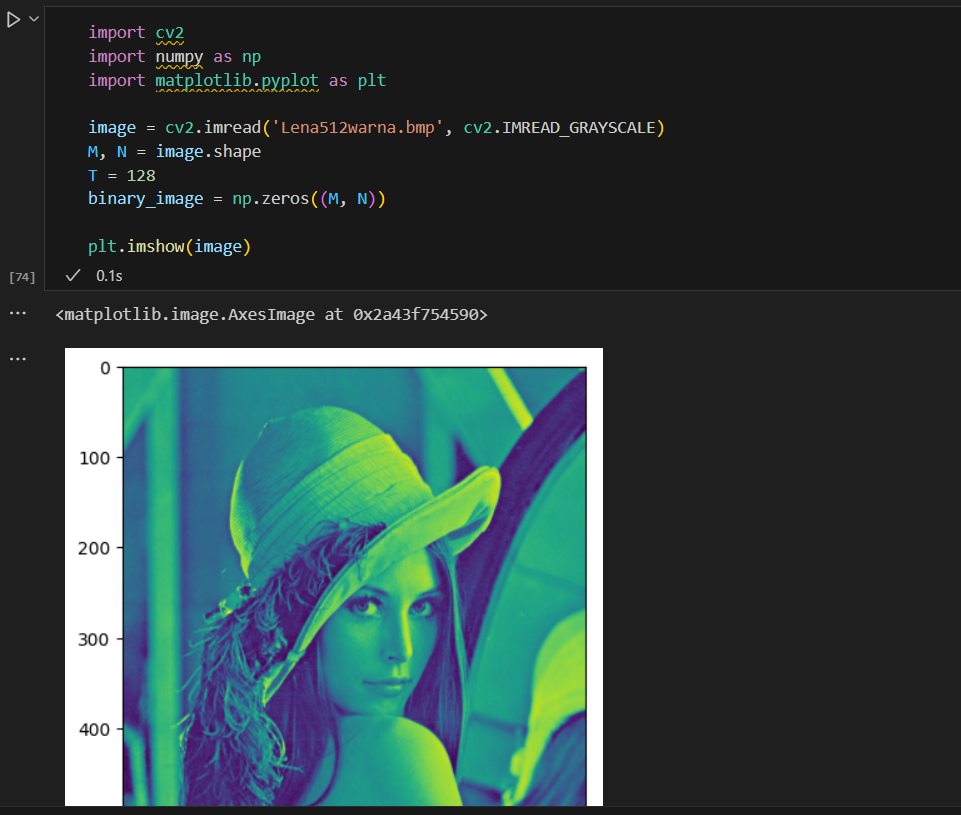 import cv2
import numpy as np
import matplotlib.pyplot as plt
image = cv2.imread('Lena512warna.bmp', cv2.IMREAD_GRAYSCALE)
M, N = image.shape
T = 128
binary_image = np.zeros((M, N))
plt.imshow(image)
[74]
0.1s
<matplotlib.image.AxesImage at 0x2a43f754590>
0
100
200
300
400